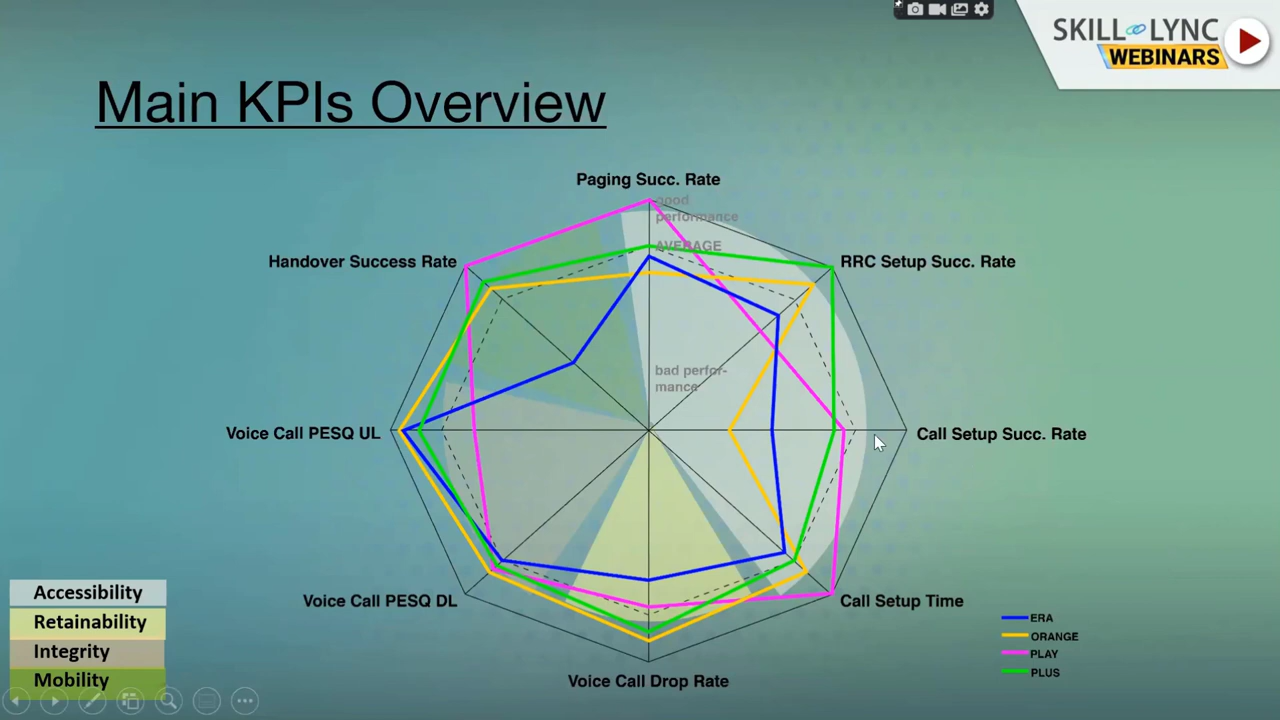 SKILL LYNC
WEBINARS
Main KPIs Overview
Paging Succ. Rate
good
performance
AVERAGE
Handover Success Rate
RRC Setup Succ. Rate
bad perfor-
mance
Voice Call PESQ UL
Call Setup Succ. Rate
Voice Call PESQ DL
Call Setup Time
Voice Call Drop Rate
Accessibility
Retainability
Integrity
Mobility
ERA
ORANGE
PLAY
PLUS